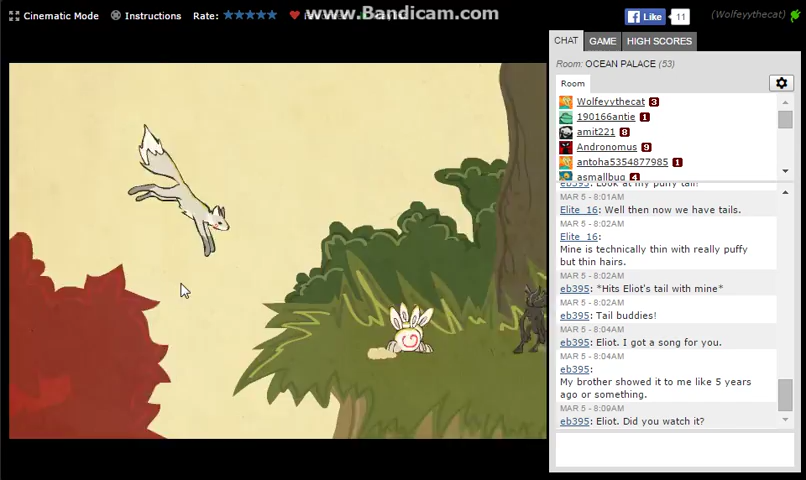 Cinematic Mode Instructions Rate: www.Bandicam.com Like 11 (Wolfeyythecat)
CHAT GAME HIGH SCORES
Room: OCEAN PALACE (53)
Room
Wolfeyythecat 3
190166antie 1
amit221 8
Andronomus 9
antoha5354877985 1
asmallbug 4
eb395: Look at my puffy tail!
MAR 5 - 8:01AM
Elite_16: Well then now we have tails.
MAR 5 - 8:02AM
Elite_16:
Mine is technically thin with really puffy
but thin hairs.
MAR 5 - 8:02AM
eb395: *Hits Eliot's tail with mine*
MAR 5 - 8:02AM
eb395: Tail buddies!
MAR 5 - 8:04AM
eb395: Eliot. I got a song for you.
MAR 5 - 8:04AM
eb395:
My brother showed it to me like 5 years
ago or something.
MAR 5 - 8:09AM
eb395: Eliot. Did you watch it?